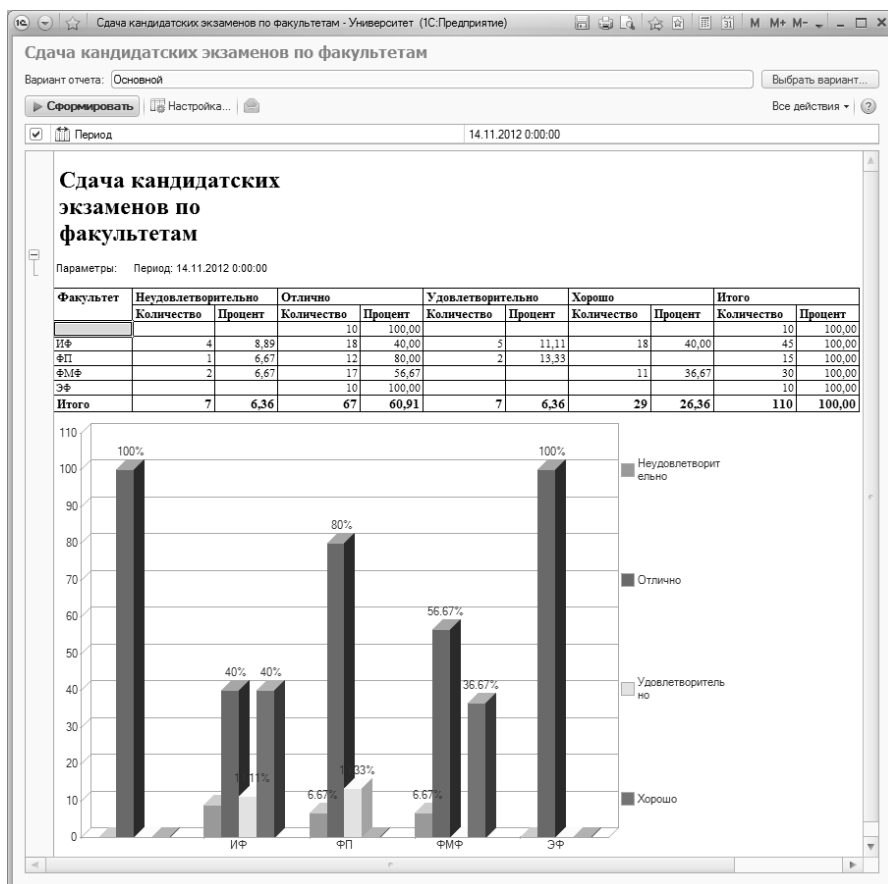 Сдача кандидатских экзаменов по факультетам - Университет (1С:Предприятие)
M M+ M-
Сдача кандидатских экзаменов по факультетам
Вариант отчета: Основной Выбрать вариант...
Сформировать Настройка... Все действия
Период 14.11.2012 0:00:00
Сдача кандидатских
экзаменов по
факультетам
Параметры: Период: 14.11.2012 0:00:00
Факультет Неудовлетворительно Отлично Удовлетворительно Хорошо Итого
Количество Процент Количество Процент Количество Процент Количество Процент Количество Процент
10 100,00 10 100,00
ИФ 4 8,89 18 40,00 5 11,11 18 40,00 45 100,00
ФП 1 6,67 12 80,00 2 13,33 15 100,00
ФМФ 2 6,67 17 56,67 11 36,67 30 100,00
ЭФ 10 100,00 10 100,00
Итого 7 6,36 67 60,91 7 6,36 29 26,36 110 100,00
110
100
90
80
70
60
50
40
30
20
10
0
100%
40% 40%
80%
6.67%
56.67%
36.67%
6.67%
100%
ИФ ФП ФМФ ЭФ
Неудовлетворит
ельно
Отлично
Удовлетворитель
но
Хорошо